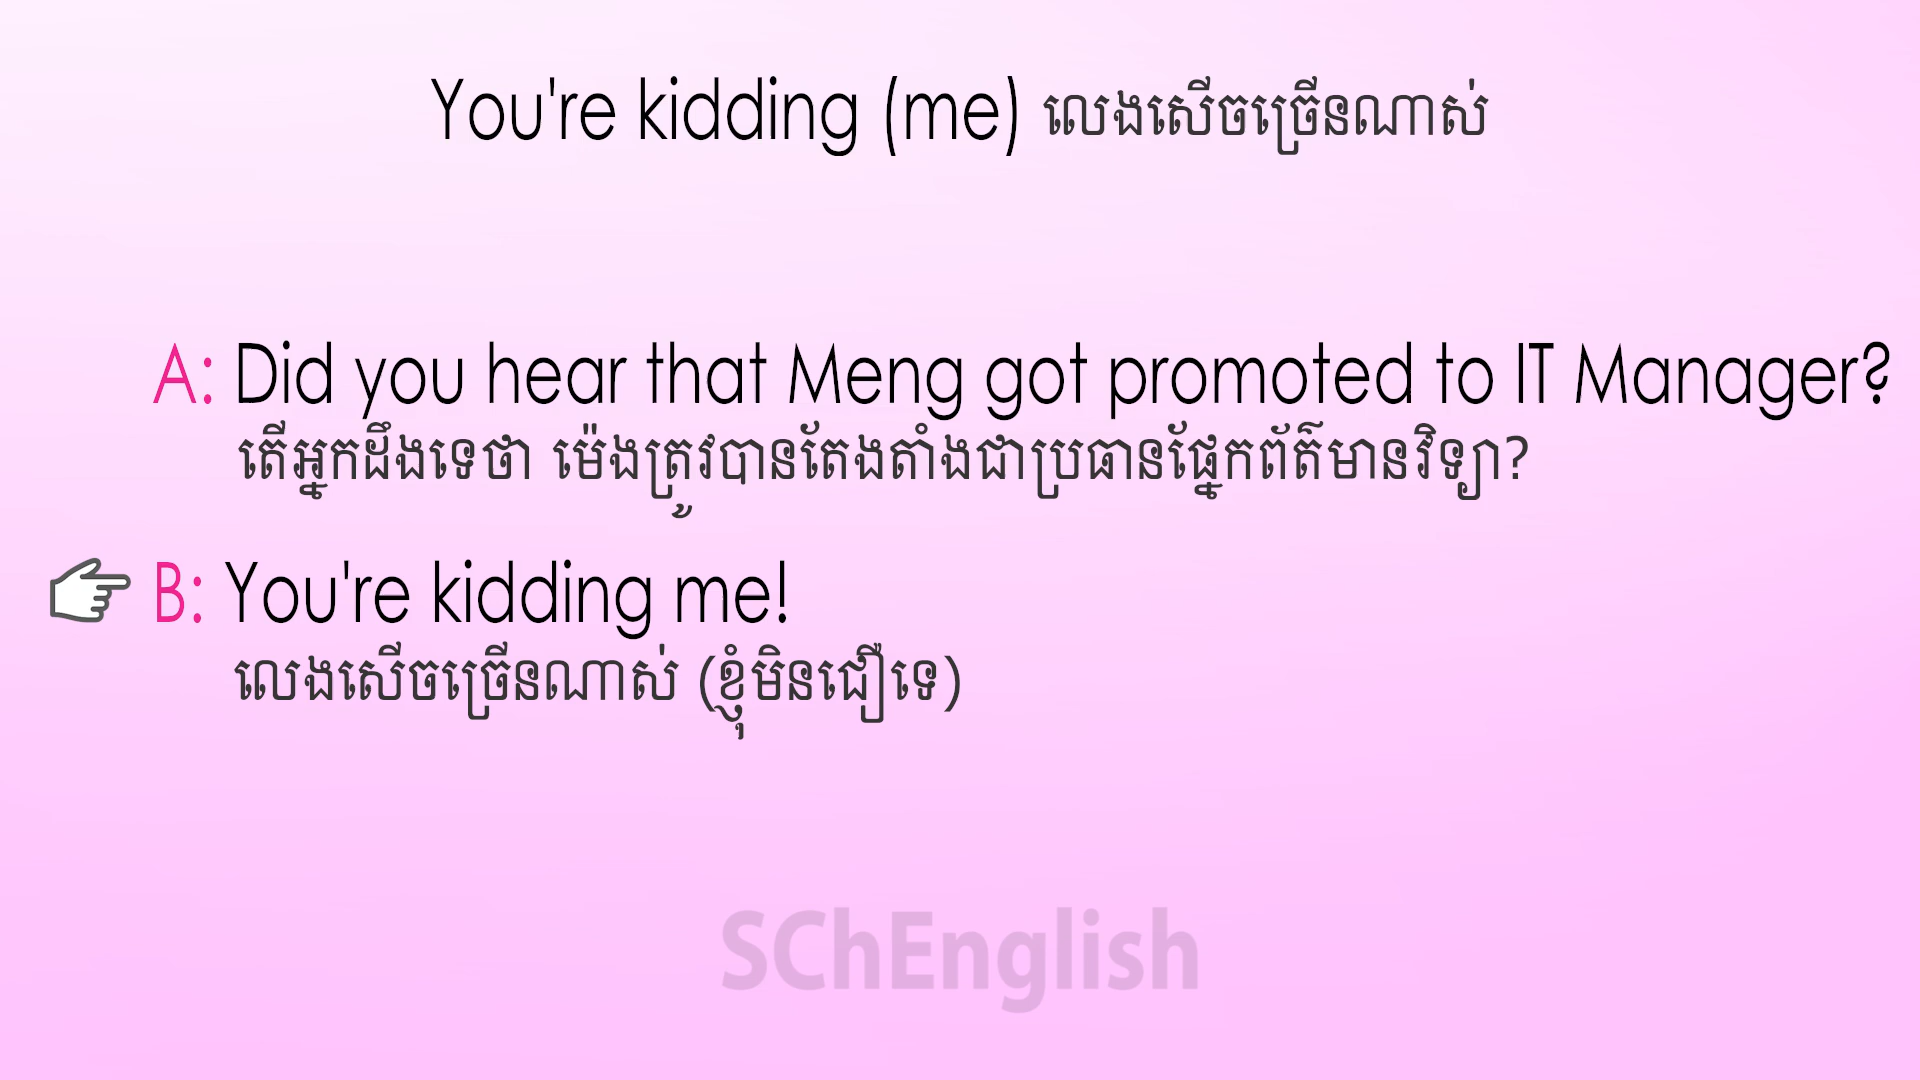 You're kidding (me) លេងសើចច្រើនណាស់
A: Did you hear that Meng got promoted to IT Manager?
តើអ្នកដឹងទេថា ម៉េងត្រូវបានតែងតាំងជាប្រធានផ្នែកព័ត៌មានវិទ្យា?
B: You're kidding me!
លេងសើចច្រើនណាស់ (ខ្ញុំមិនជឿទេ)
SChEnglish